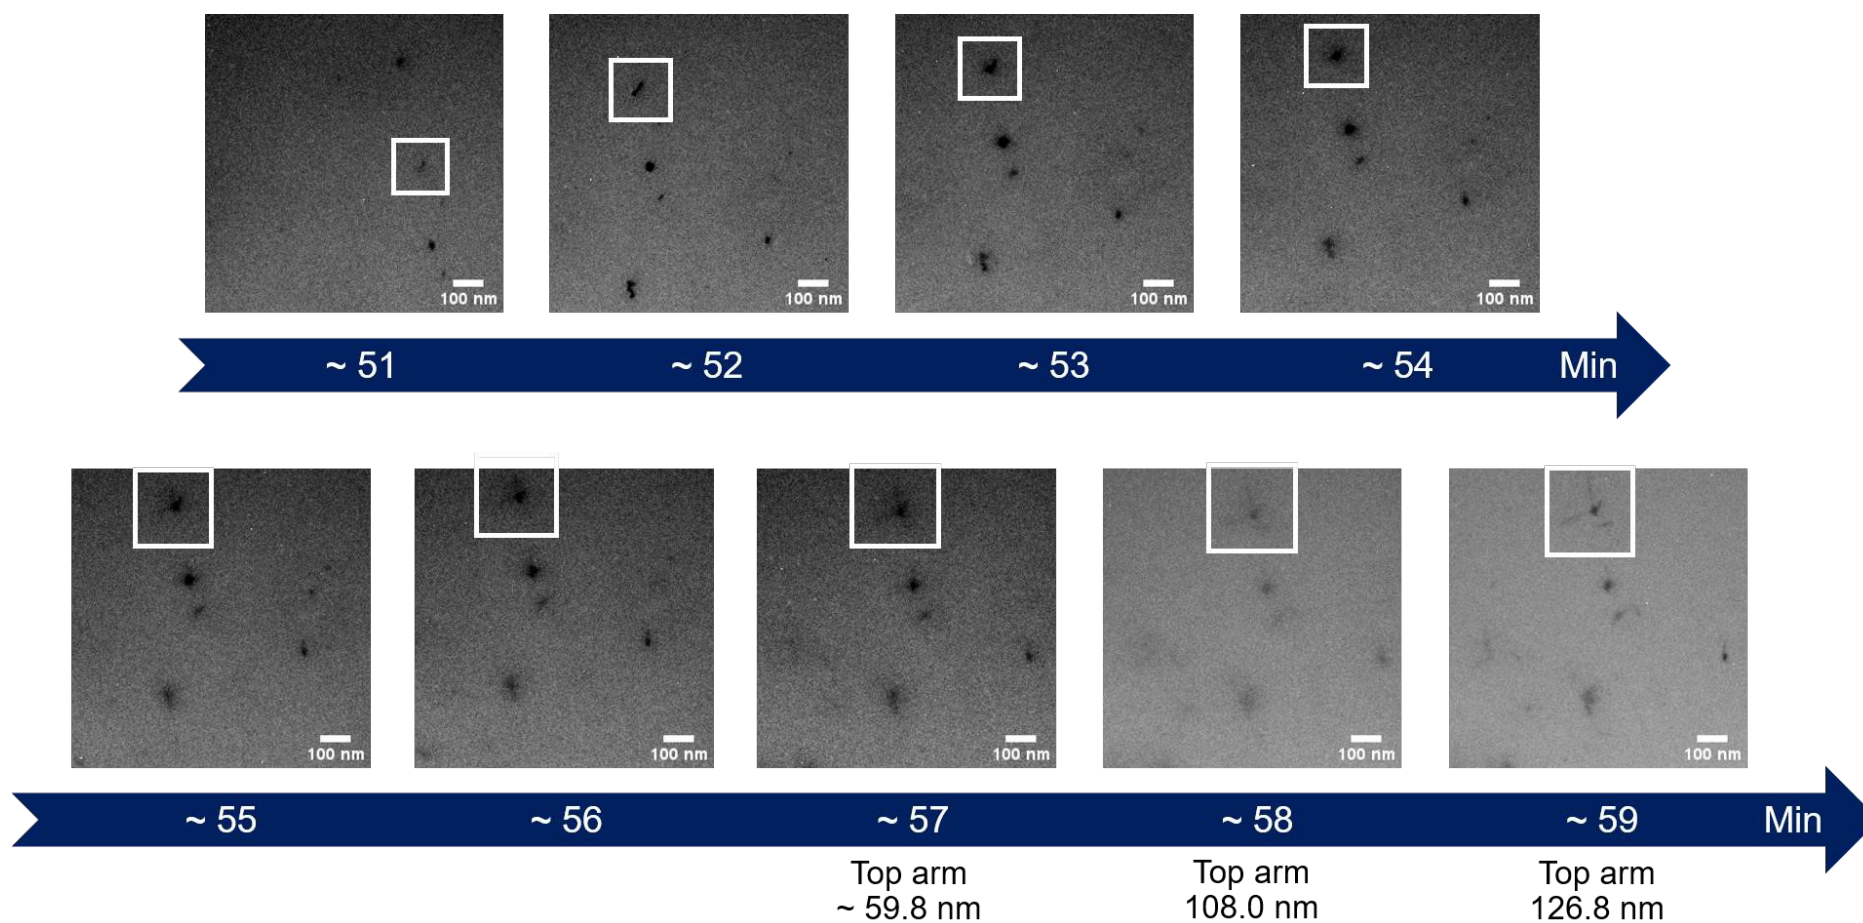 100 nm
100 nm
100 nm
100 nm
~ 51
~ 52
~ 53
~ 54
Min
100 nm
100 nm
100 nm
100 nm
100 nm
~ 55
~ 56
~ 57
~ 58
~ 59
Min
Top arm
~ 59.8 nm
Top arm
108.0 nm
Top arm
126.8 nm